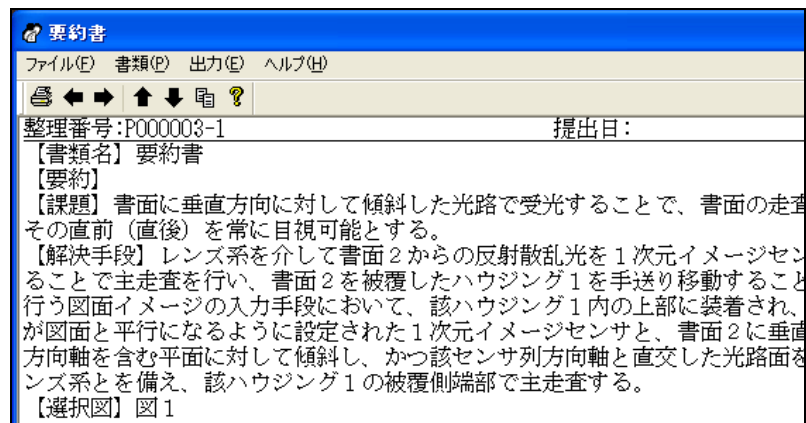 要約書
ファイル(F) 書類(P) 出力(E) ヘルプ(H)
整理番号:P000003-1 提出日:
【書類名】要約書
【要約】
【課題】書面に垂直方向に対して傾斜した光路で受光することで、書面の走査
その直前（直後）を常に目視可能とする。
【解決手段】レンズ系を介して書面２からの反射散乱光を１次元イメージセン
ることで主走査を行い、書面２を被覆したハウジング１を手送り移動すること
行う図面イメージの入力手段において、該ハウジング１内の上部に装着され、
が図面と平行になるように設定された１次元イメージセンサと、書面２に垂直
方向軸を含む平面に対して傾斜し、かつ該センサ列方向軸と直交した光路面を
ンズ系とを備え、該ハウジング１の被覆側端部で主走査する。
【選択図】図１